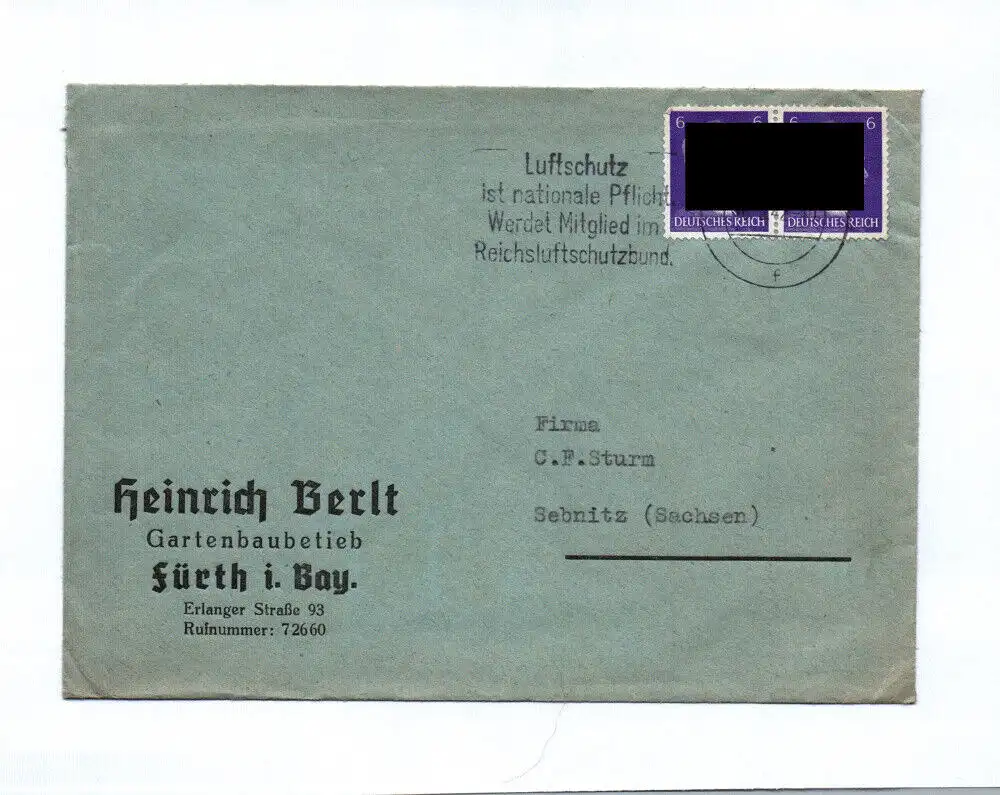 6 6 6 6
DEUTSCHES REICH DEUTSCHES REICH
Luftschutz
ist nationale Pflicht
Werdet Mitglied im
Reichsluftschutzbund.
f
Firma
C.F.Sturm
Sebnitz (Sachsen)
Heinrich Berlt
Gartenbaubetieb
Fürth i. Bay.
Erlanger Straße 93
Rufnummer: 72660